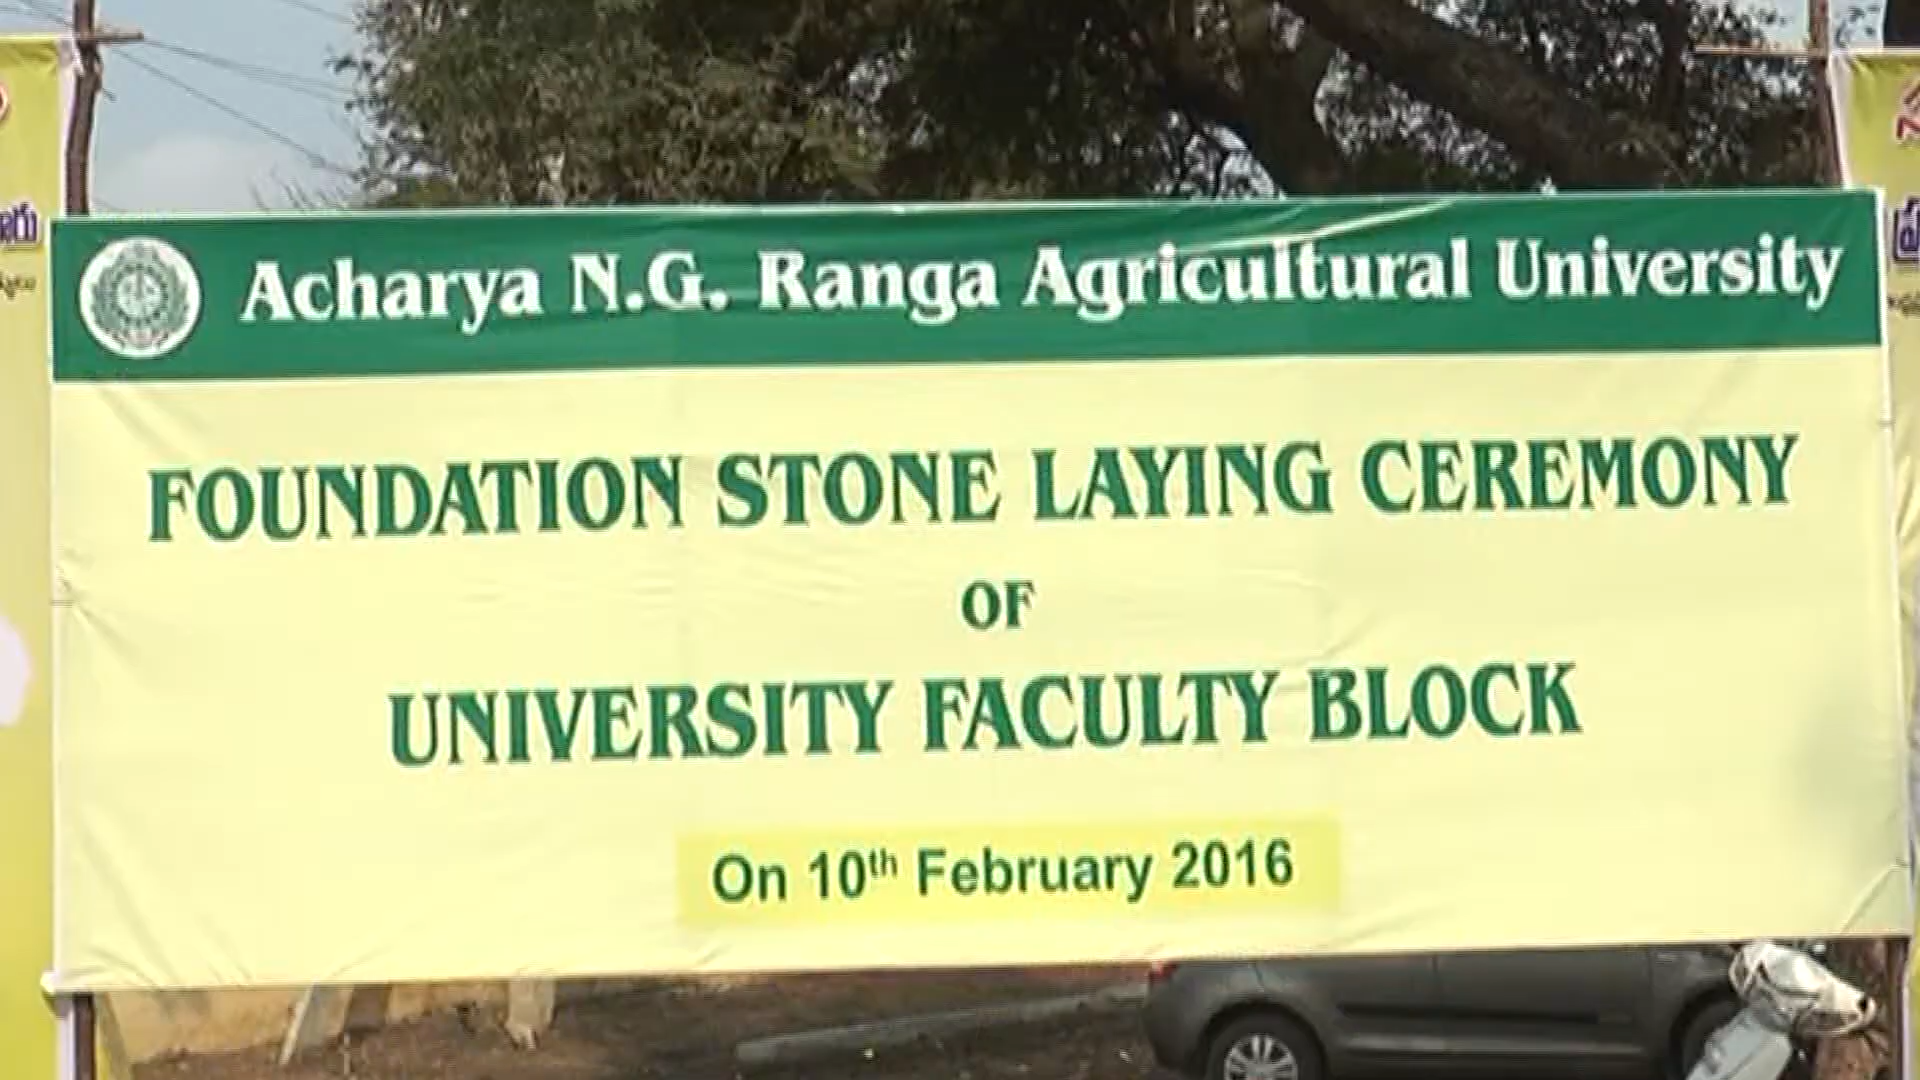 Acharya N.G. Ranga Agricultural University
FOUNDATION STONE LAYING CEREMONY
OF
UNIVERSITY FACULTY BLOCK
On 10th February 2016